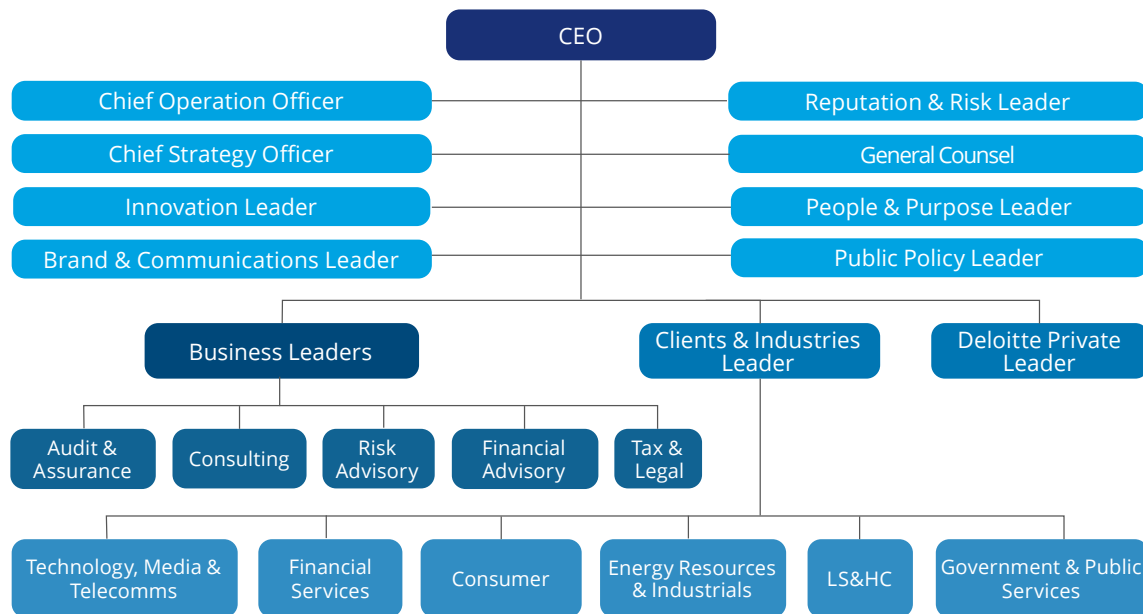 CEO
Chief Operation Officer
Reputation & Risk Leader
Chief Strategy Officer
General Counsel
Innovation Leader
People & Purpose Leader
Brand & Communications Leader
Public Policy Leader
Business Leaders
Clients & Industries
Leader
Deloitte Private
Leader
Audit &
Assurance
Consulting
Risk
Advisory
Financial
Advisory
Tax &
Legal
Technology, Media &
Telecomms
Financial
Services
Consumer
Energy Resources
& Industrials
LS&HC
Government & Public
Services